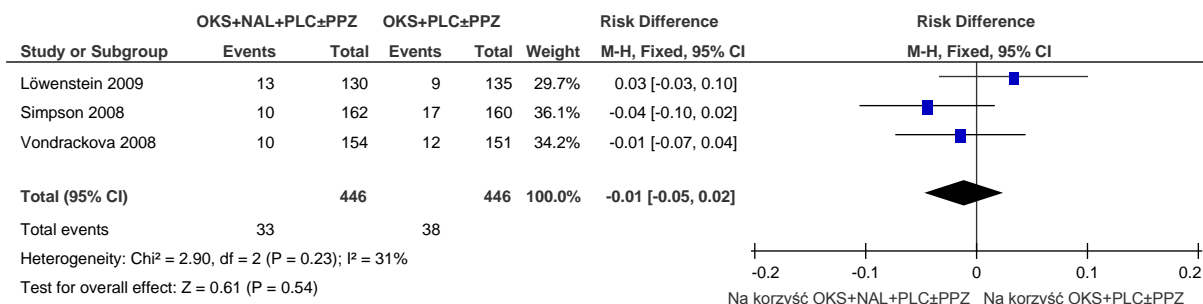 OKS+NAL+PLC±PPZ OKS+PLC±PPZ Risk Difference Risk Difference
Study or Subgroup Events Total Events Total Weight M-H, Fixed, 95% CI M-H, Fixed, 95% CI
Löwenstein 2009 13 130 9 135 29.7% 0.03 [-0.03, 0.10]
Simpson 2008 10 162 17 160 36.1% -0.04 [-0.10, 0.02]
Vondrackova 2008 10 154 12 151 34.2% -0.01 [-0.07, 0.04]
Total (95% CI) 446 446 100.0% -0.01 [-0.05, 0.02]
Total events 33 38
Heterogeneity: Chi² = 2.90, df = 2 (P = 0.23); I² = 31%
Test for overall effect: Z = 0.61 (P = 0.54)
-0.2 -0.1 0 0.1 0.2
Na korzyść OKS+NAL+PLC±PPZ Na korzyść OKS+PLC±PPZ